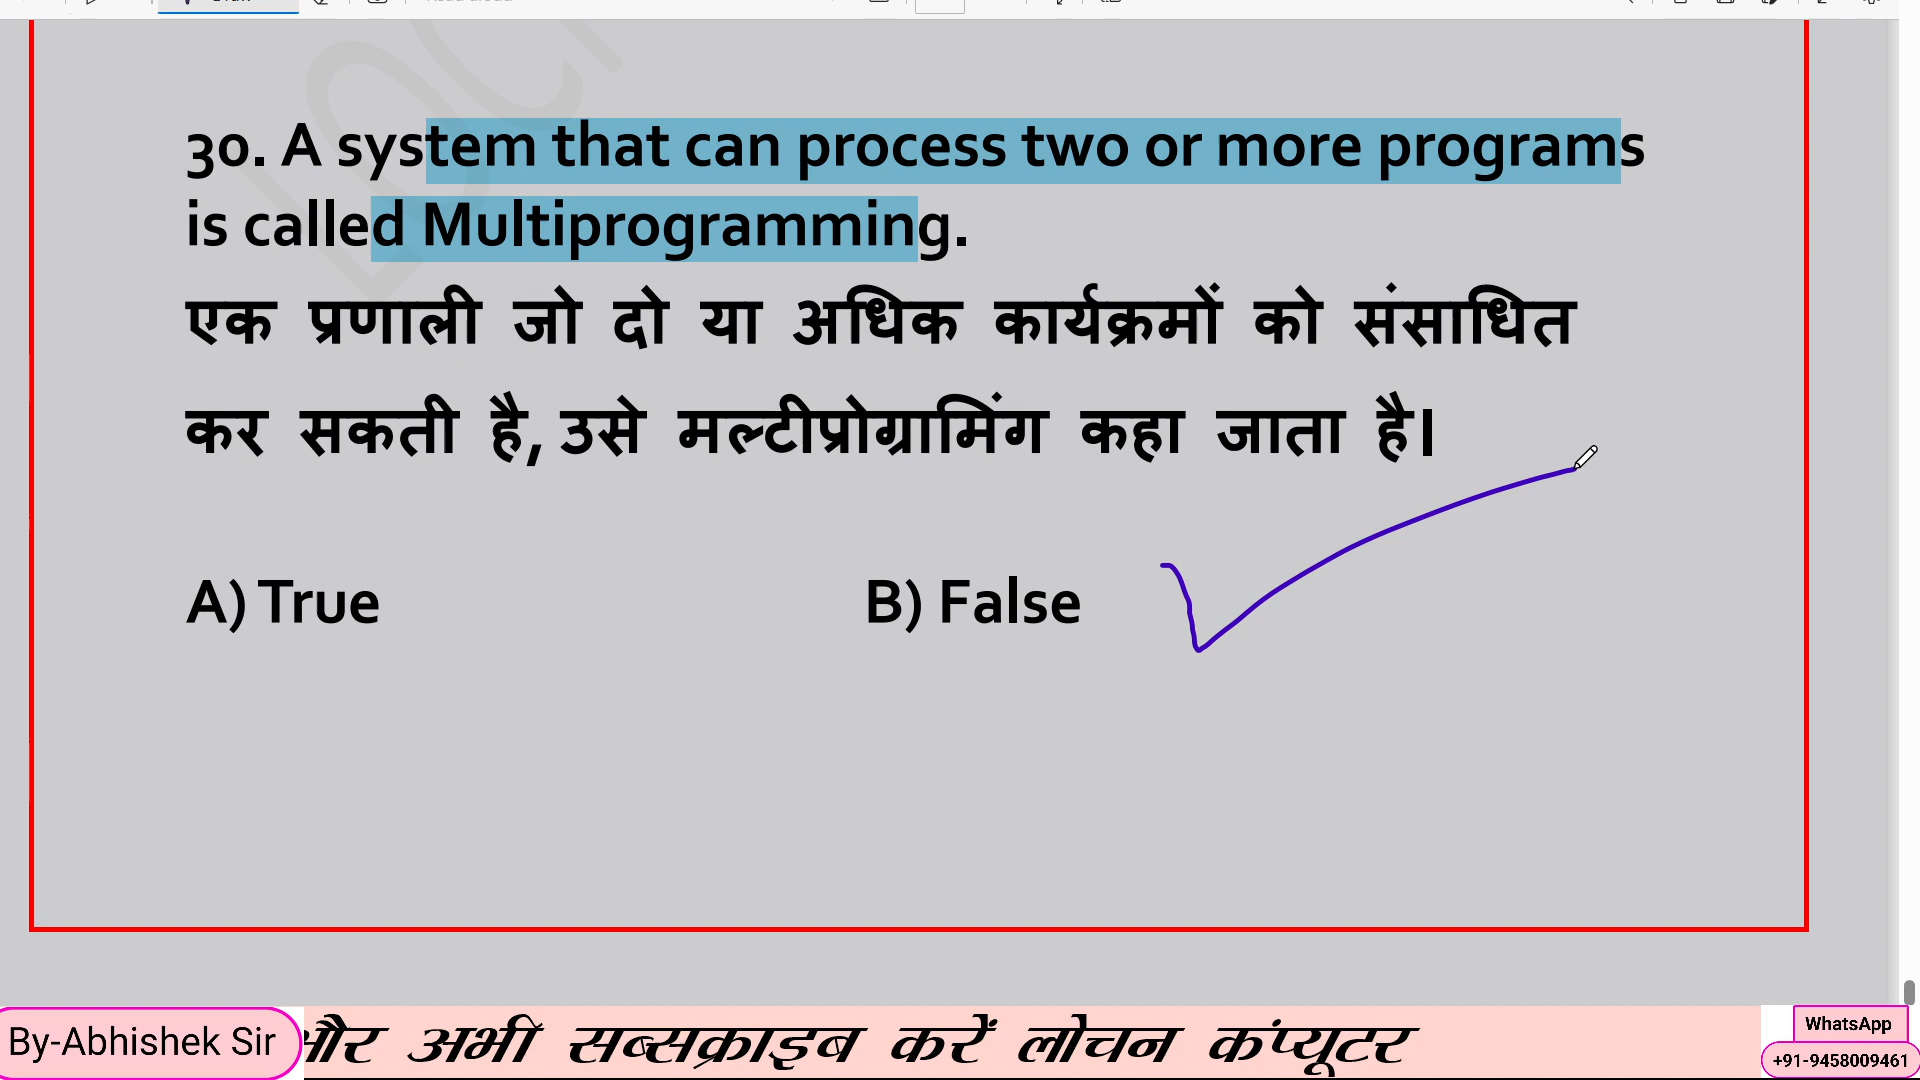 30. A system that can process two or more programs
is called Multiprogramming.
एक प्रणाली जो दो या अधिक कार्यक्रमों को संसाधित
कर सकती है, उसे मल्टीप्रोग्रामिंग कहा जाता है।
A) True B) False
By-Abhishek Sir और अभी सब्सक्राइब करें लोचन कंप्यूटर
WhatsApp
+91-9458009461